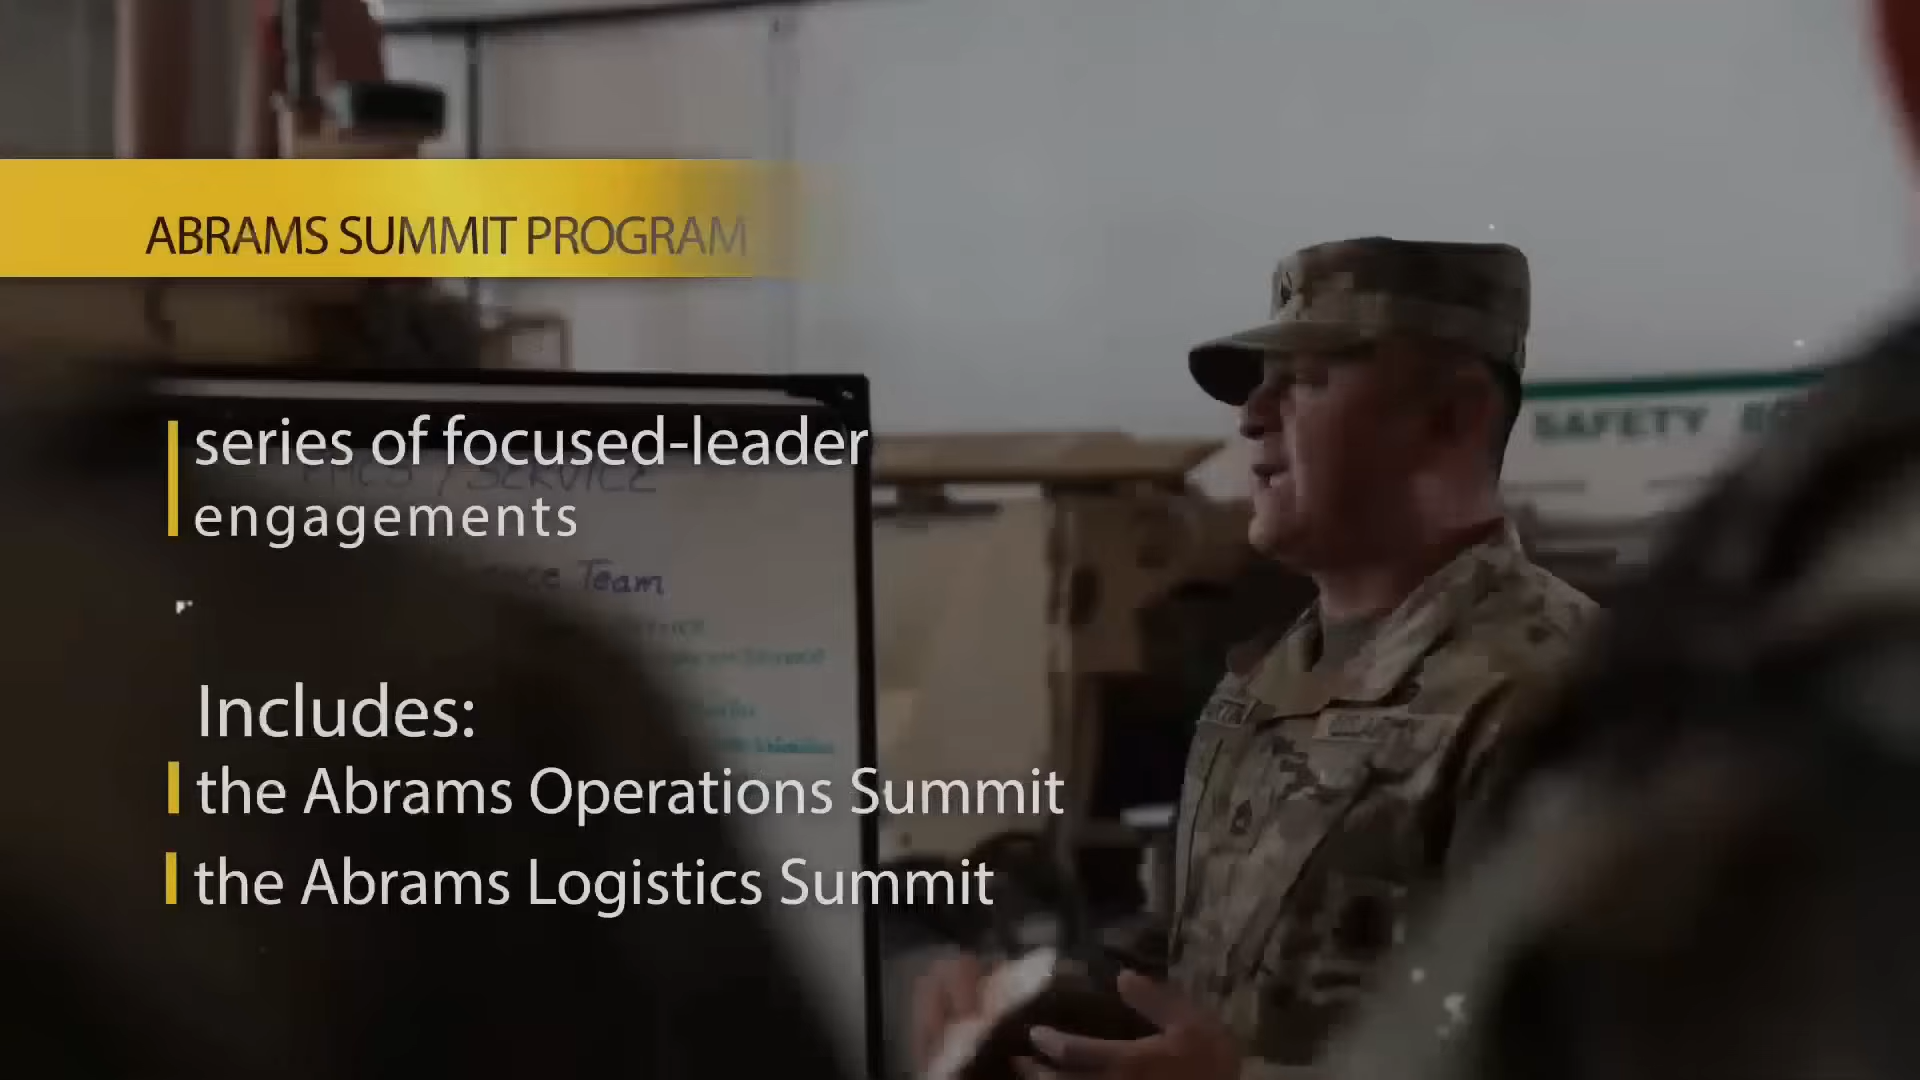 ABRAMS SUMMIT PROGRAM
series of focused-leader
engagements
SERVICE
Team
SAFETY
Includes:
the Abrams Operations Summit
the Abrams Logistics Summit